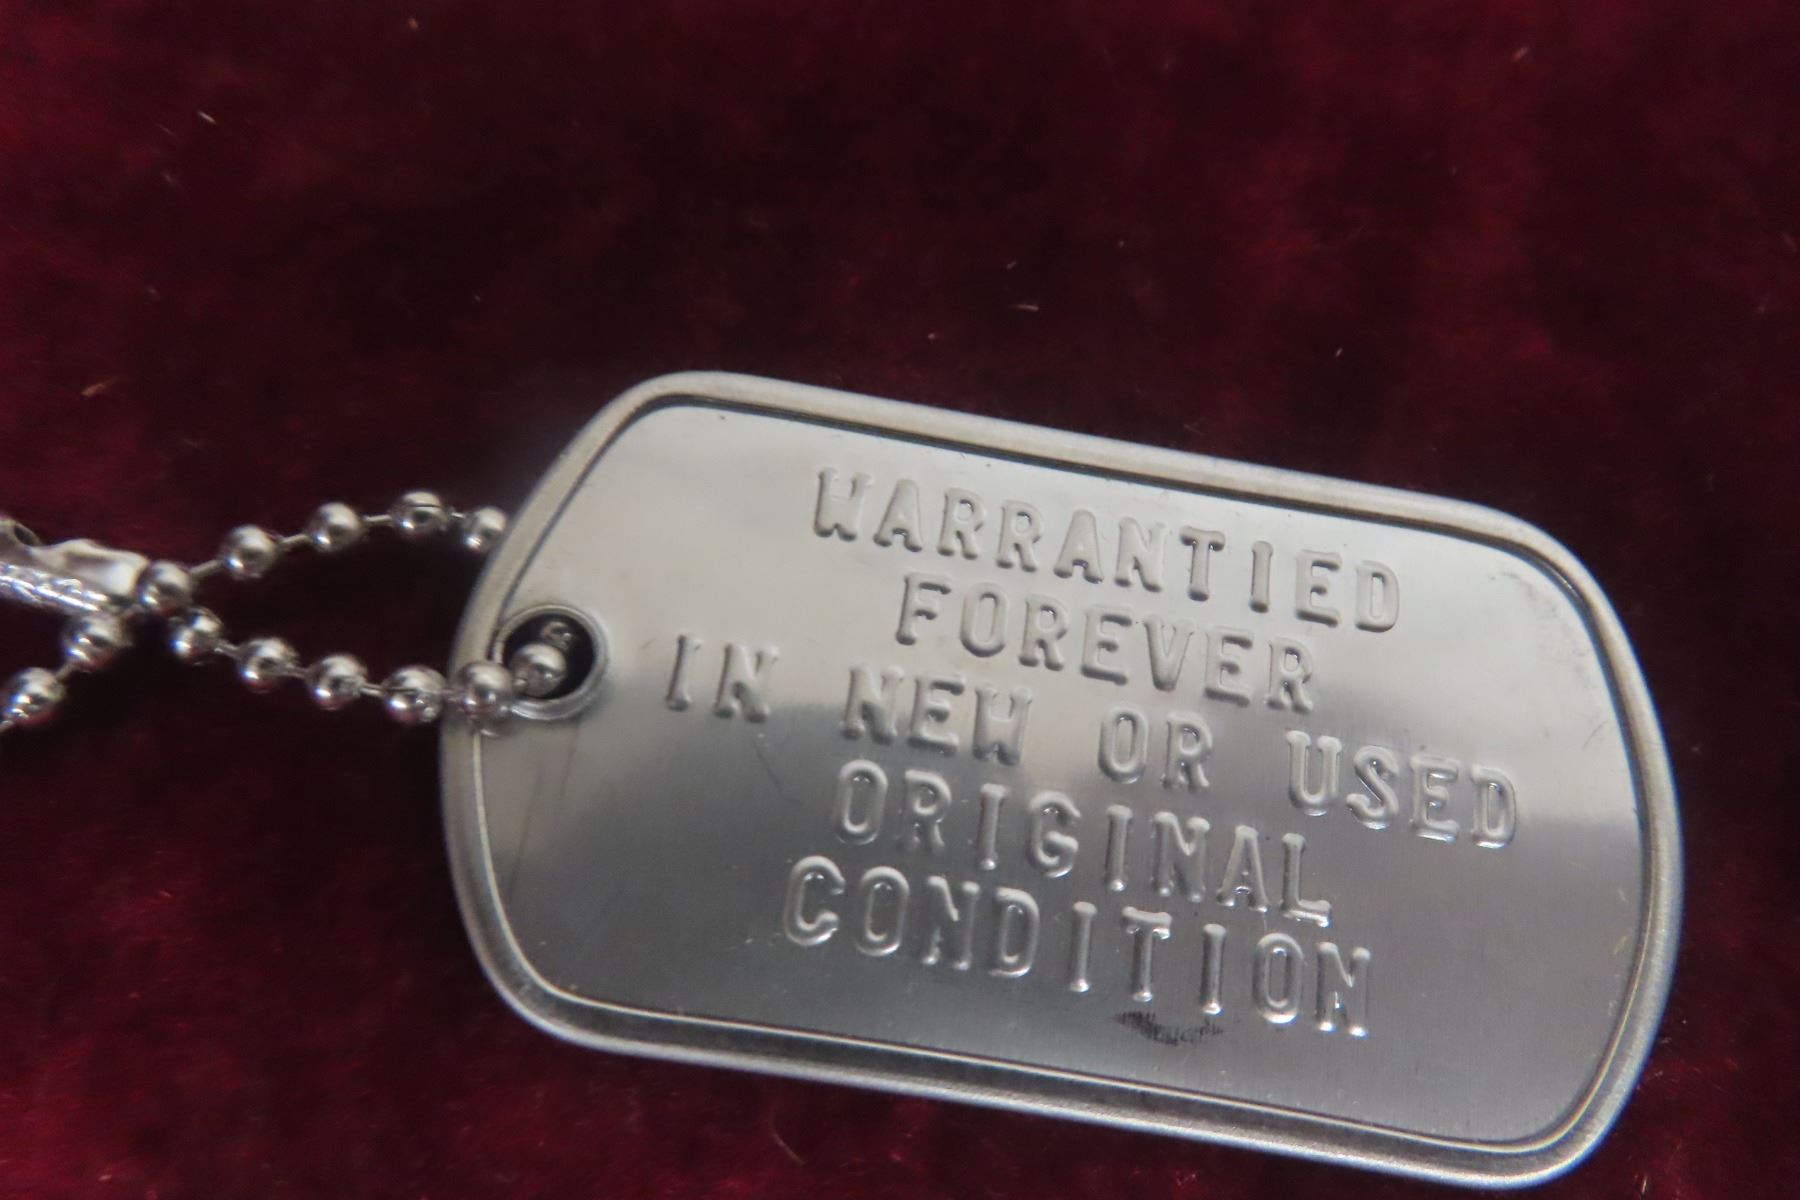 WARRANTIED
FOREVER
IN NEW OR USED
ORIGINAL
CONDITION